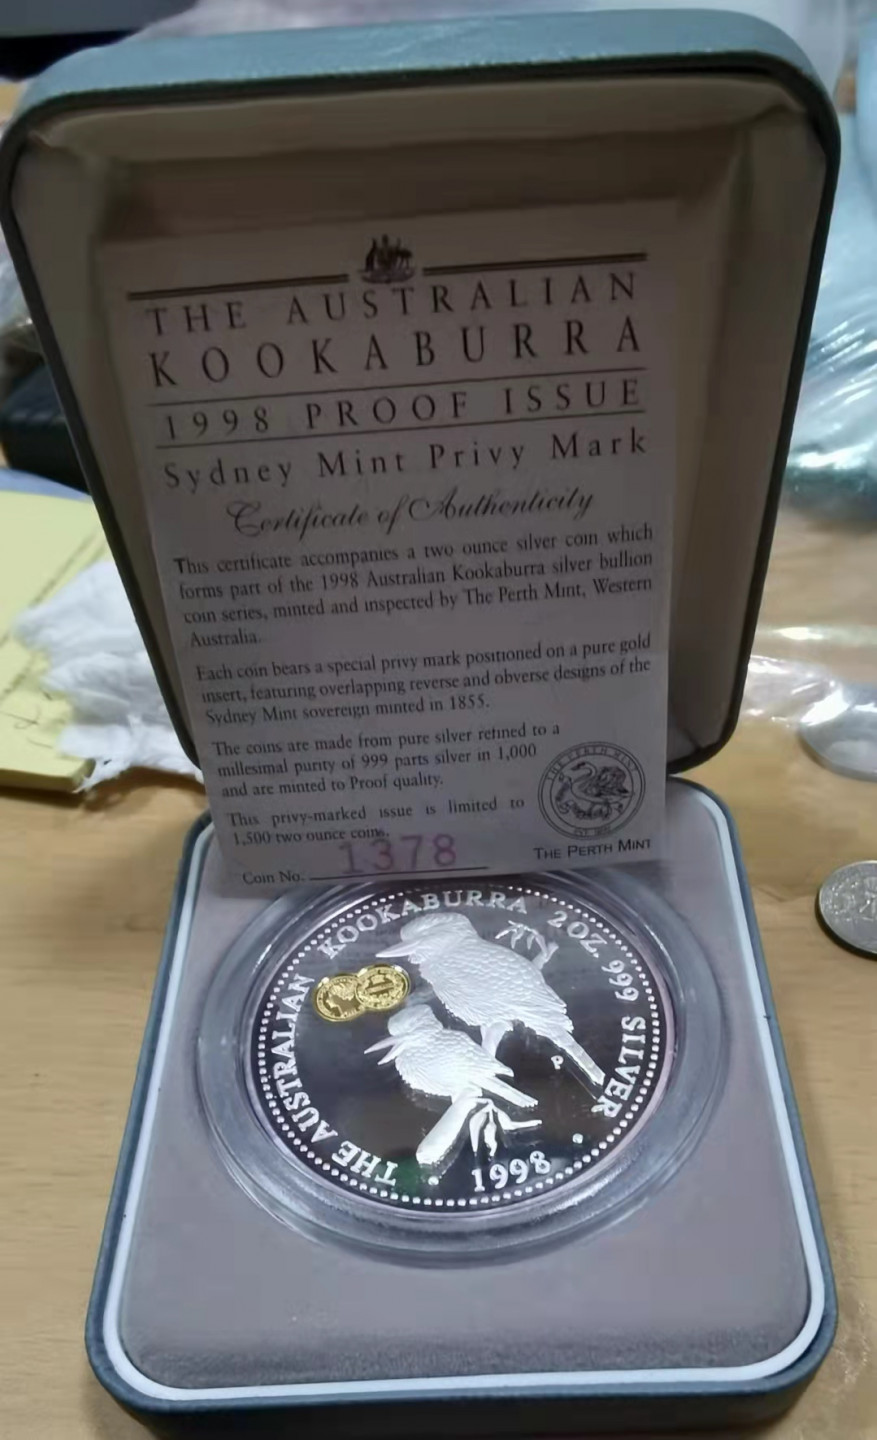 THE AUSTRALIAN
KOOKABURRA
1998 PROOF ISSUE
Sydney Mint Privy Mark
Certificate of Authenticity
This certificate accompanies a two ounce silver coin which
forms part of the 1998 Australian Kookaburra silver bullion
coin series, minted and inspected by The Perth Mint, Western
Australia.
Each coin bears a special privy mark positioned on a pure gold
insert, featuring overlapping reverse and obverse designs of the
Sydney Mint sovereign minted in 1855.
The coins are made from pure silver refined to a
millesimal purity of 999 parts silver in 1,000
and are minted to Proof quality.
This privy-marked issue is limited to
1,500 two ounce coins.
Coin No. 1378
THE PERTH MINT
THE PERTH MINT
THE AUSTRALIAN KOOKABURRA 2 OZ. 999 SILVER
P
1998